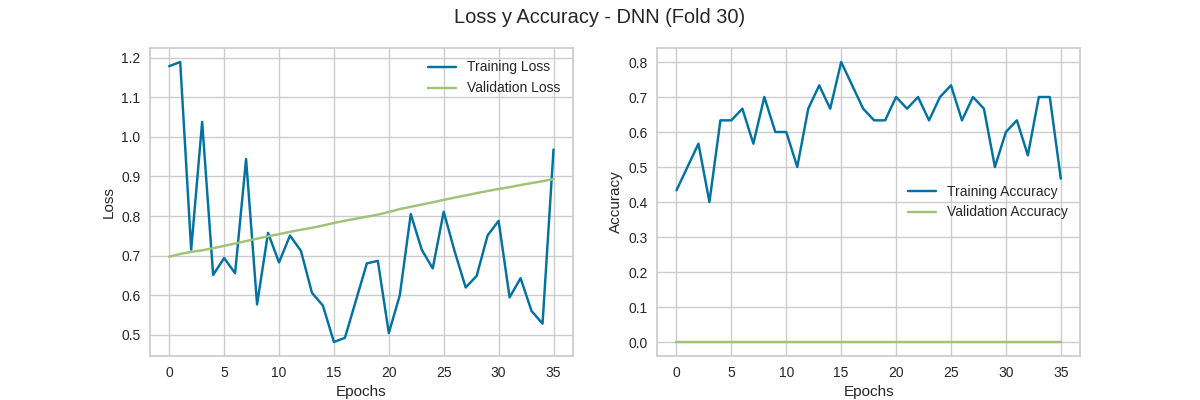 Loss y Accuracy - DNN (Fold 30)
1.2
1.1
1.0
0.9
0.8
0.7
0.6
0.5
Loss
0 5 10 15 20 25 30 35
Epochs
Training Loss
Validation Loss
0.8
0.7
0.6
0.5
0.4
0.3
0.2
0.1
0.0
Accuracy
0 5 10 15 20 25 30 35
Epochs
Training Accuracy
Validation Accuracy